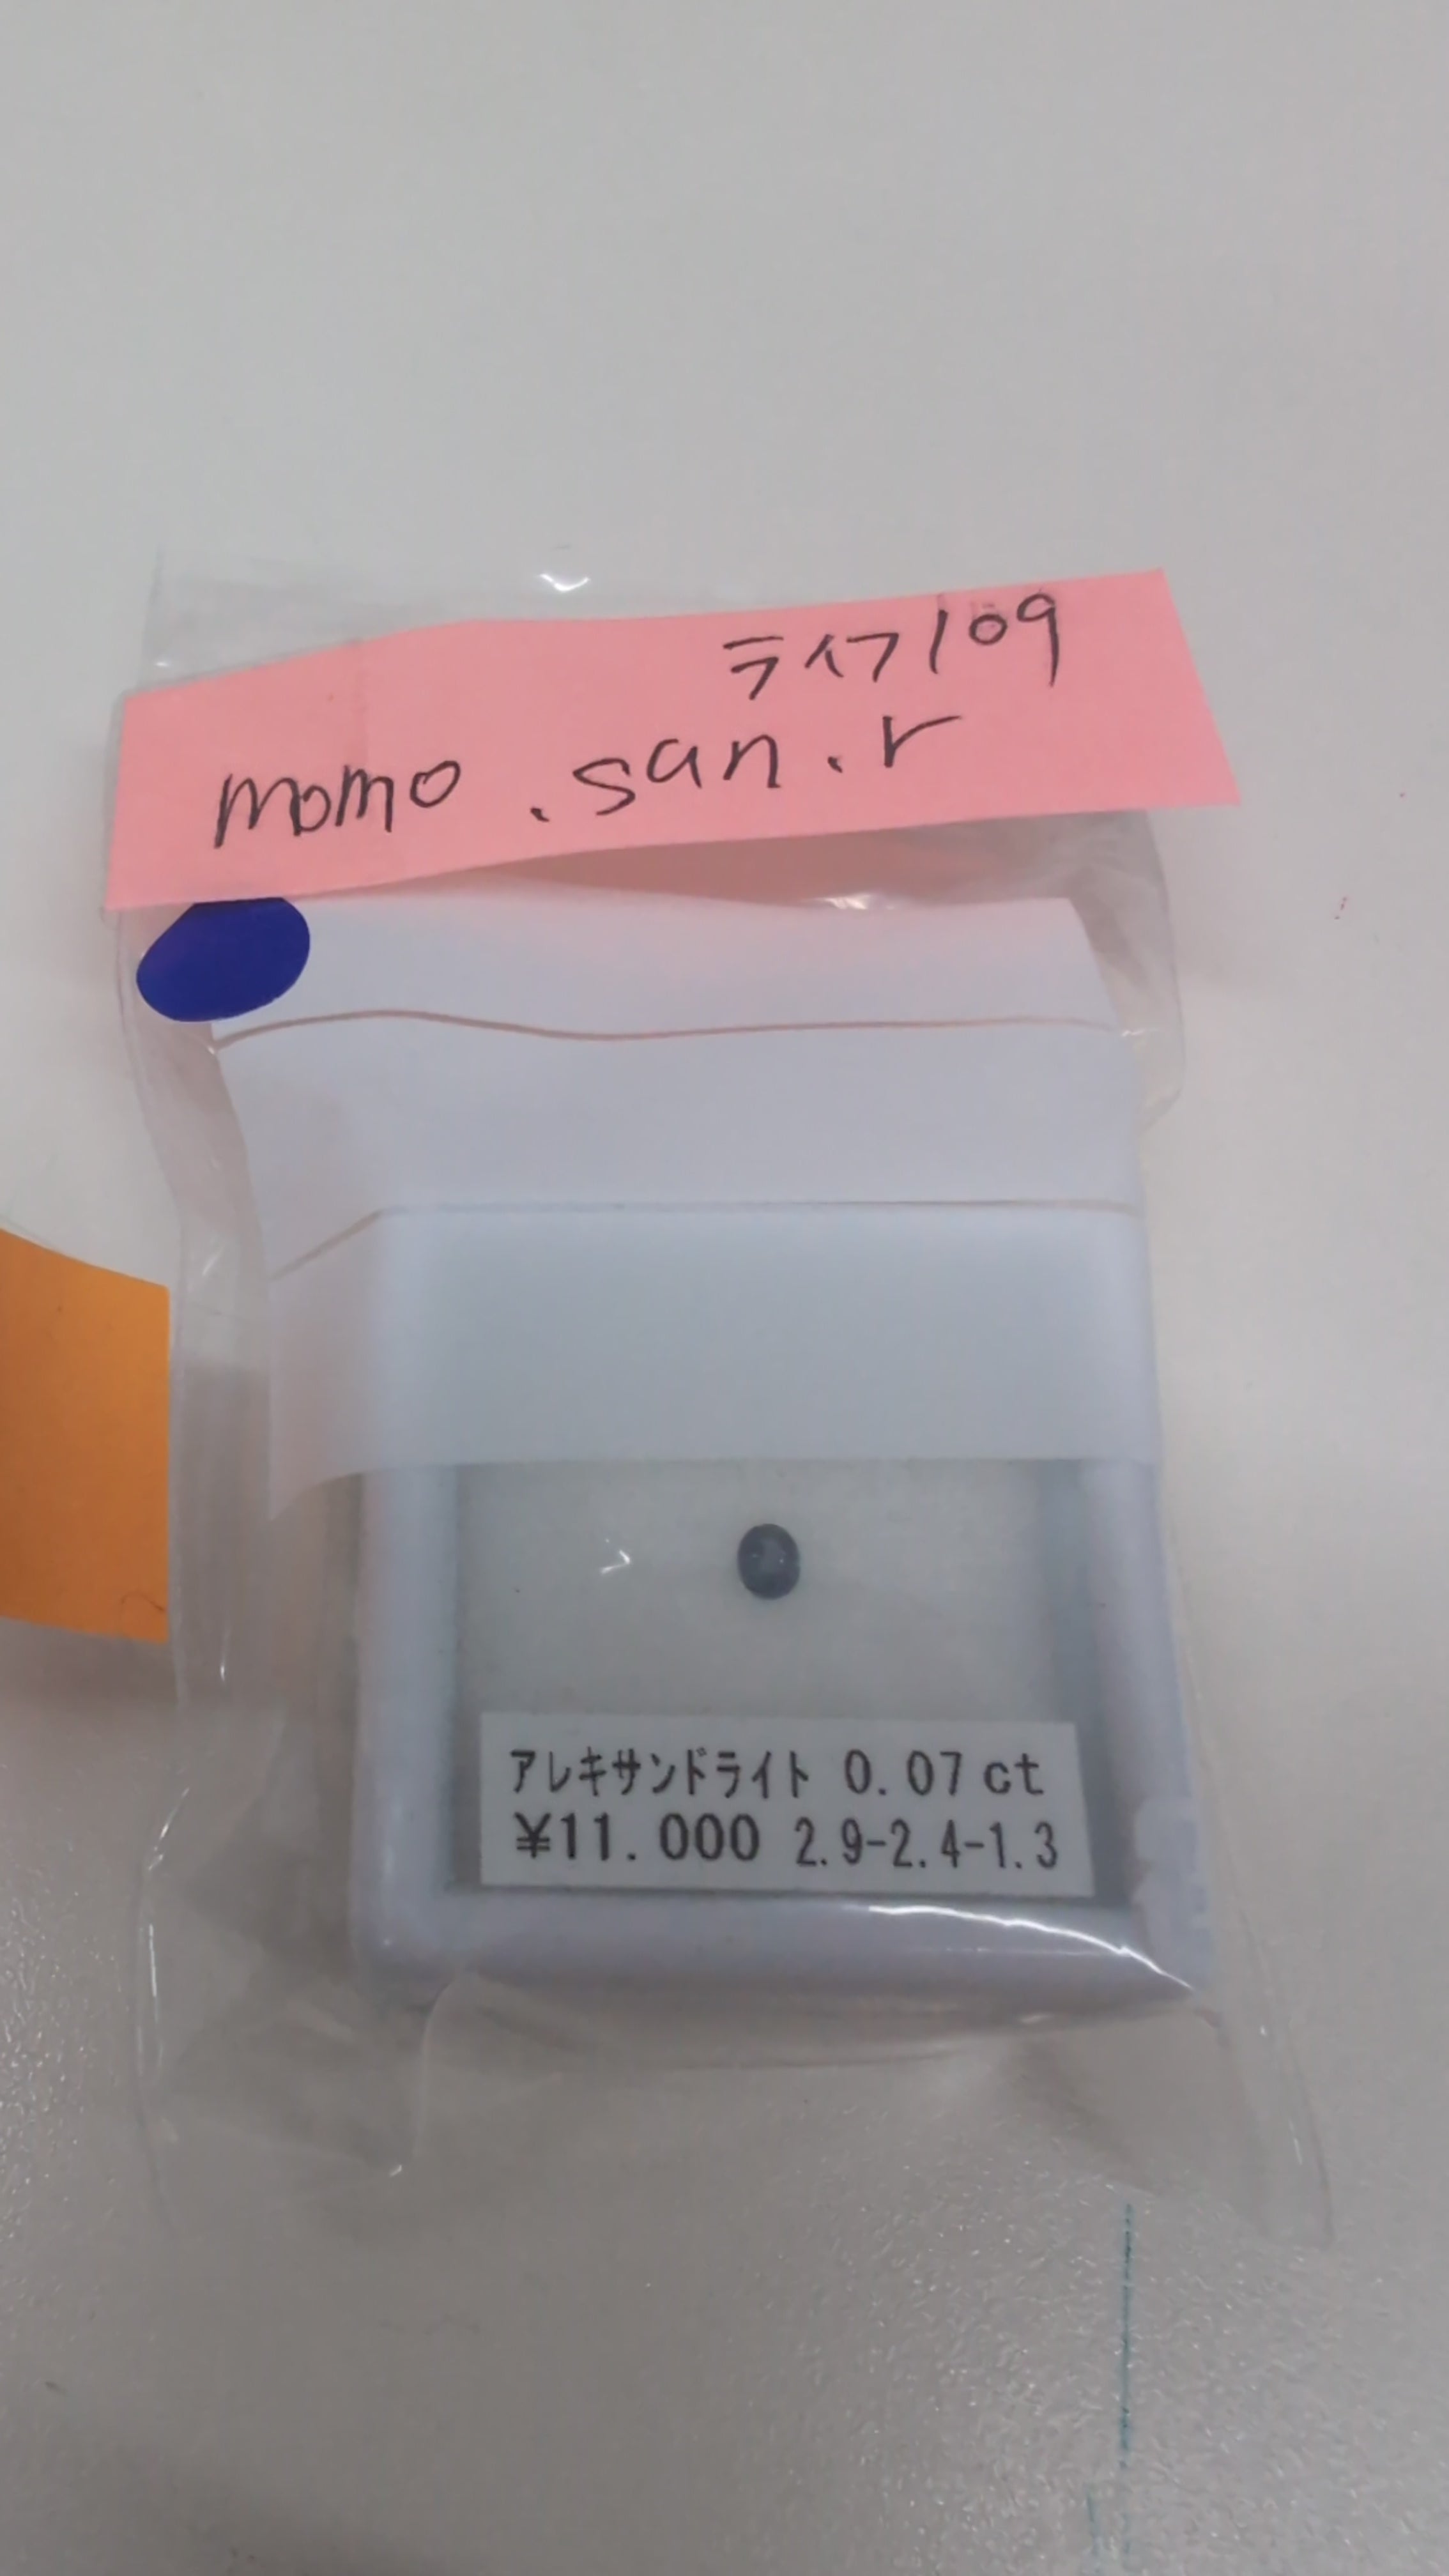 ライフ109
momo.san.r
アレキサンドライト 0.07ct
¥11.000 2.9-2.4-1.3